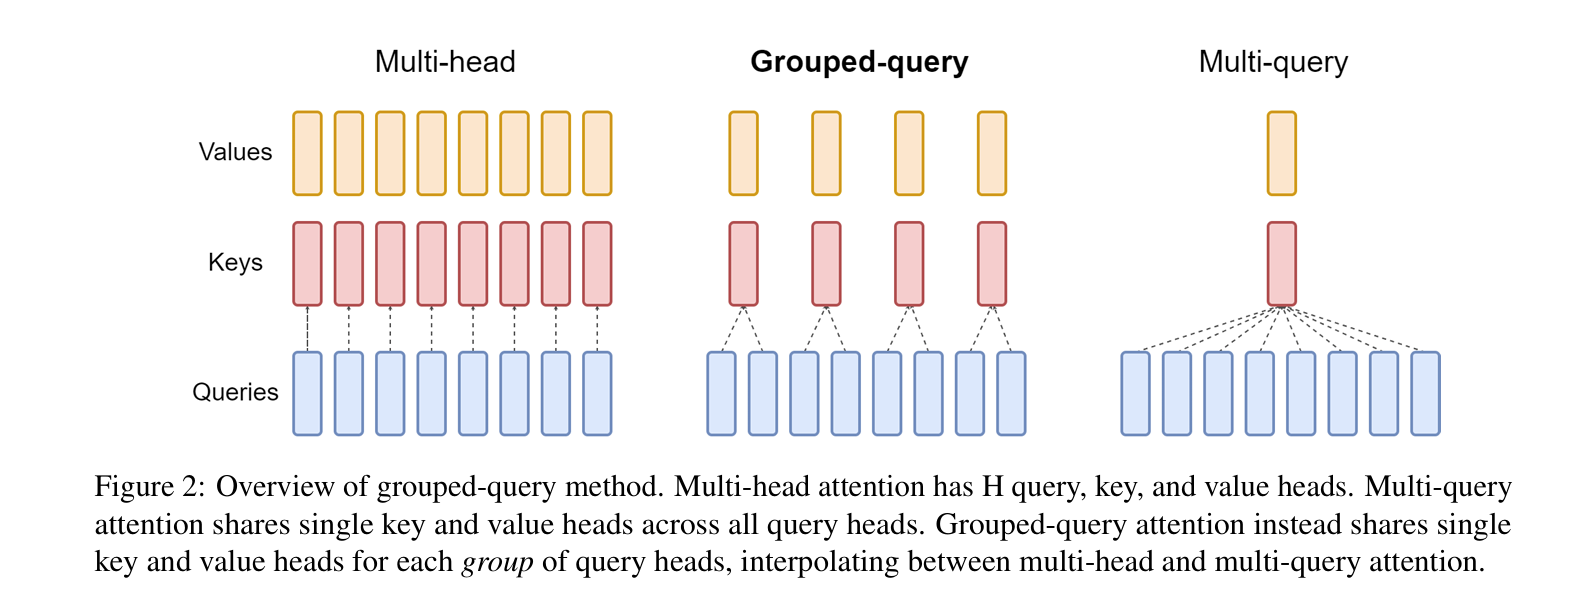 Multi-head
Grouped-query
Multi-query
Values
Keys
Queries
Figure 2: Overview of grouped-query method. Multi-head attention has H query, key, and value heads. Multi-query
attention shares single key and value heads across all query heads. Grouped-query attention instead shares single
key and value heads for each group of query heads, interpolating between multi-head and multi-query attention.